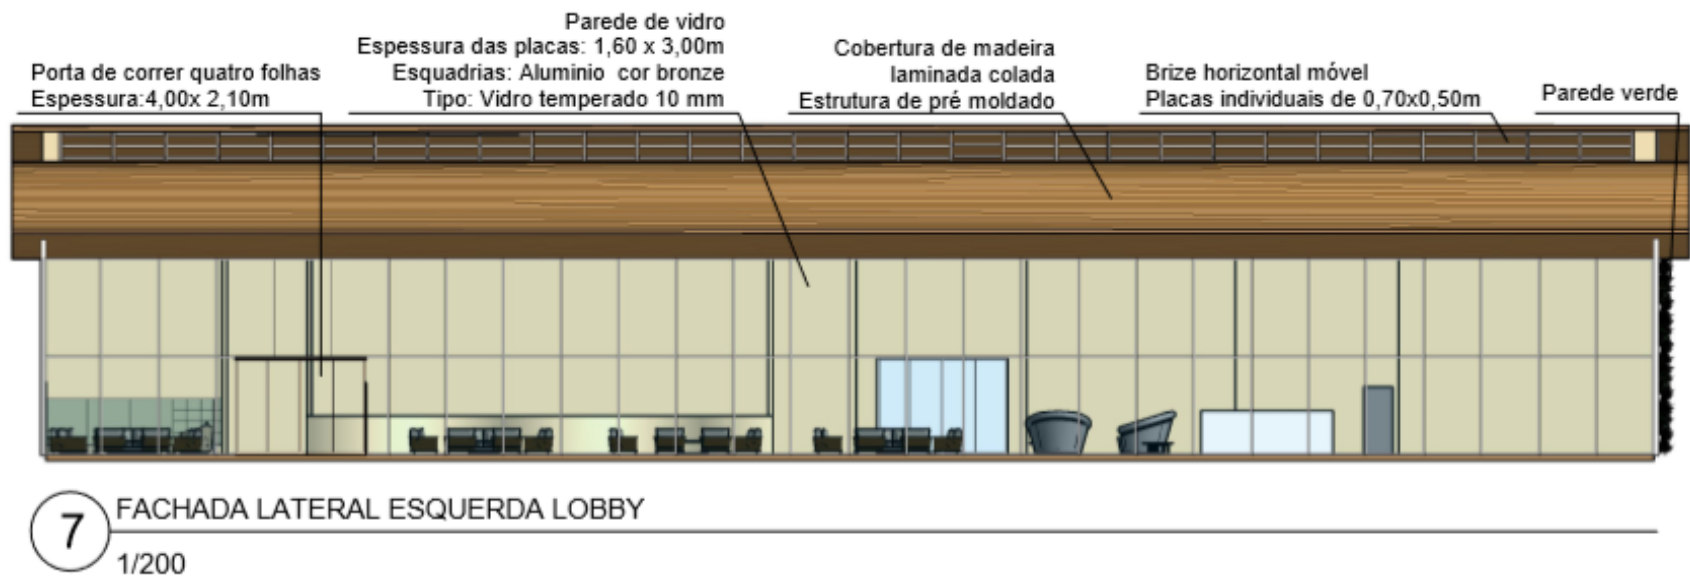 Porta de correr quatro folhas
Espessura:4,00x 2,10m
Parede de vidro
Espessura das placas: 1,60 x 3,00m
Esquadrias: Aluminio cor bronze
Tipo: Vidro temperado 10 mm
Cobertura de madeira
laminada colada
Estrutura de pré moldado
Brize horizontal móvel
Placas individuais de 0,70x0,50m
Parede verde
7
FACHADA LATERAL ESQUERDA LOBBY
1/200